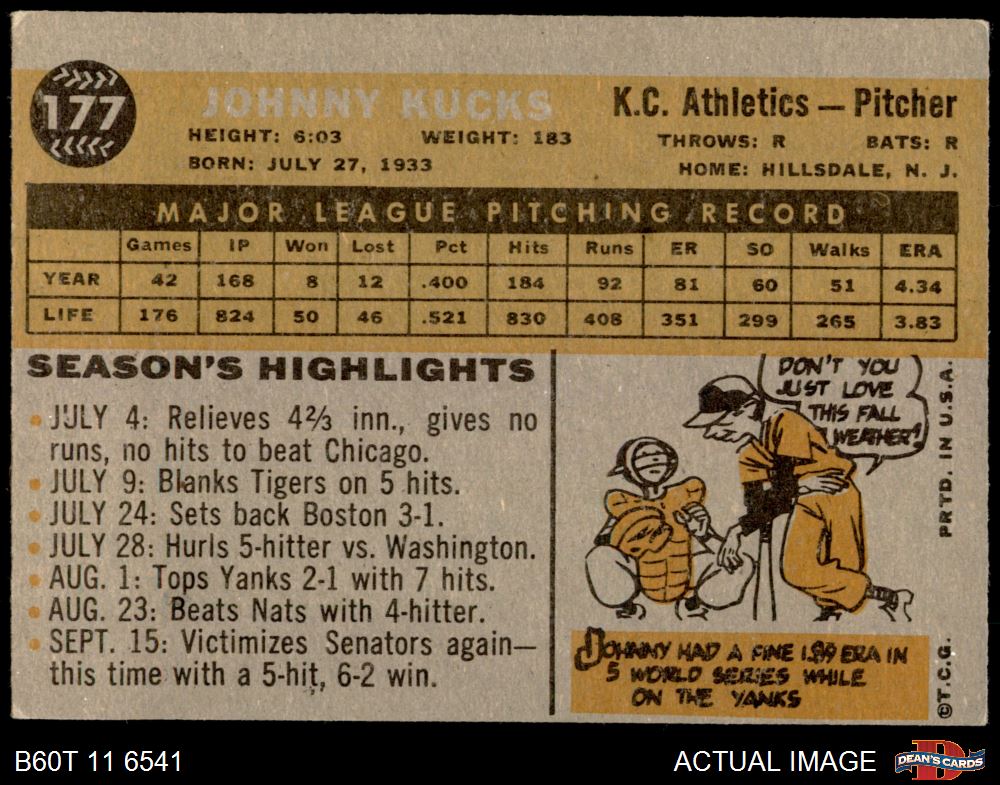 177
JOHNNY KUCKS
K.C. Athletics — Pitcher
HEIGHT: 6:03 WEIGHT: 183 THROWS: R BATS: R
BORN: JULY 27, 1933 HOME: HILLSDALE, N. J.
MAJOR LEAGUE PITCHING RECORD
Games IP Won Lost Pct Hits Runs ER SO Walks ERA
YEAR 42 168 8 12 .400 184 92 81 60 51 4.34
LIFE 176 824 50 46 .521 830 408 351 299 265 3.83
SEASON'S HIGHLIGHTS
• JULY 4: Relieves 4⅔ inn., gives no
runs, no hits to beat Chicago.
• JULY 9: Blanks Tigers on 5 hits.
• JULY 24: Sets back Boston 3-1.
• JULY 28: Hurls 5-hitter vs. Washington.
• AUG. 1: Tops Yanks 2-1 with 7 hits.
• AUG. 23: Beats Nats with 4-hitter.
• SEPT. 15: Victimizes Senators again—
this time with a 5-hit, 6-2 win.
DON'T YOU
JUST LOVE
THIS FALL
WEATHER?
JOHNNY HAD A FINE 1.89 ERA IN
5 WORLD SERIES WHILE
ON THE YANKS
©T.C.G. PRTD. IN U.S.A.
B60T 11 6541
ACTUAL IMAGE
DEAN'S CARDS